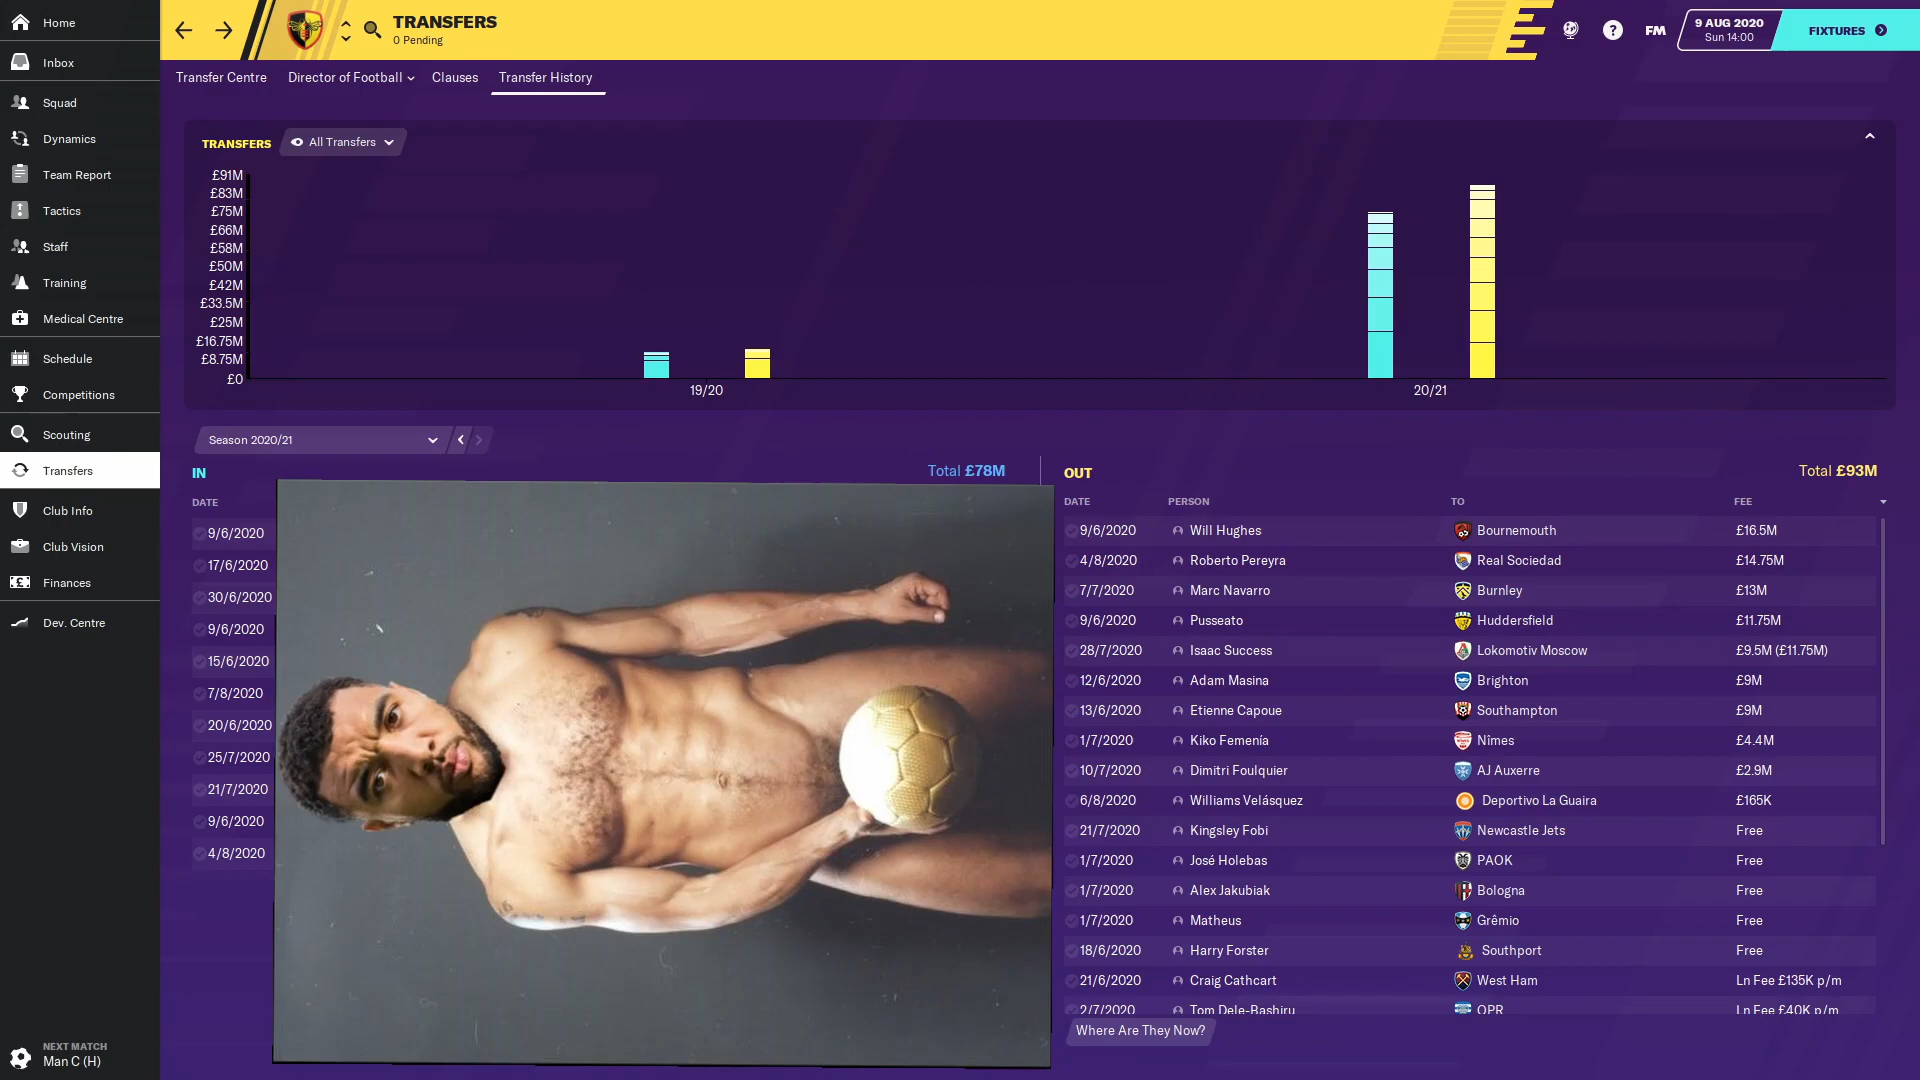 Home
Inbox
Squad
Dynamics
Team Report
Tactics
Staff
Training
Medical Centre
Schedule
Competitions
Scouting
Transfers
Club Info
Club Vision
Finances
Dev. Centre
NEXT MATCH
Man C (H)
TRANSFERS
0 Pending
?
FM
9 AUG 2020
Sun 14:00
FIXTURES
Transfer Centre Director of Football Clauses Transfer History
TRANSFERS All Transfers
£91M
£83M
£75M
£66M
£58M
£50M
£42M
£33.5M
£25M
£16.75M
£8.75M
£0
19/20 20/21
Season 2020/21
IN Total £78M
DATE
9/6/2020
17/6/2020
30/6/2020
9/6/2020
15/6/2020
7/8/2020
20/6/2020
25/7/2020
21/7/2020
9/6/2020
4/8/2020
OUT Total £93M
DATE PERSON TO FEE
9/6/2020 Will Hughes Bournemouth £16.5M
4/8/2020 Roberto Pereyra Real Sociedad £14.75M
7/7/2020 Marc Navarro Burnley £13M
9/6/2020 Pusseato Huddersfield £11.75M
28/7/2020 Isaac Success Lokomotiv Moscow £9.5M (£11.75M)
12/6/2020 Adam Masina Brighton £9M
13/6/2020 Etienne Capoue Southampton £9M
1/7/2020 Kiko Femenía Nîmes £4.4M
10/7/2020 Dimitri Foulquier AJ Auxerre £2.9M
6/8/2020 Williams Velásquez Deportivo La Guaira £165K
21/7/2020 Kingsley Fobi Newcastle Jets Free
1/7/2020 José Holebas PAOK Free
1/7/2020 Alex Jakubiak Bologna Free
1/7/2020 Matheus Grêmio Free
18/6/2020 Harry Forster Southport Free
21/6/2020 Craig Cathcart West Ham Ln Fee £135K p/m
2/7/2020 Tom Dele-Bashiru QPR Ln Fee £40K p/m
Where Are They Now?